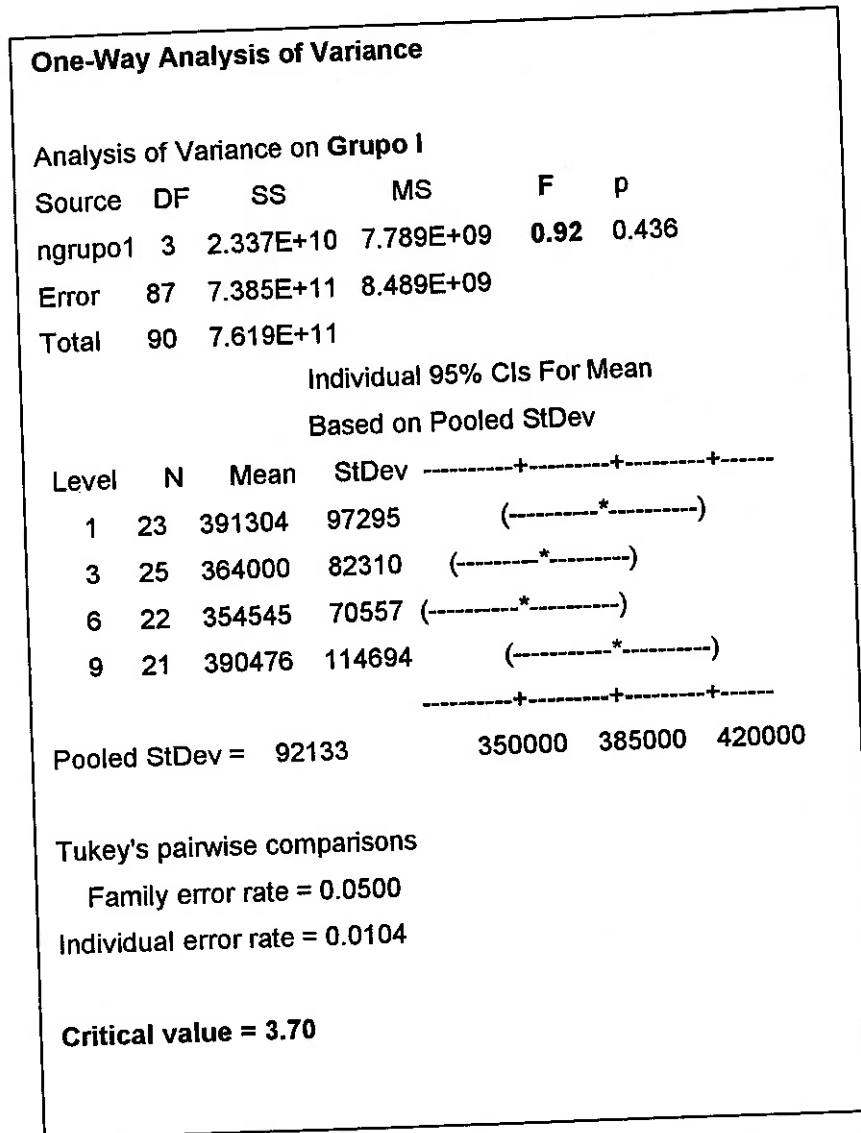 One-Way Analysis of Variance
Analysis of Variance on Grupo I
Source DF SS MS F p
ngrupo1 3 2.337E+10 7.789E+09 0.92 0.436
Error 87 7.385E+11 8.489E+09
Total 90 7.619E+11
Individual 95% CIs For Mean
Based on Pooled StDev
Level N Mean StDev ----------+---------+---------+------
1 23 391304 97295 (----------*----------)
3 25 364000 82310 (---------*---------)
6 22 354545 70557 (----------*----------)
9 21 390476 114694 (-----------*----------)
----------+---------+---------+------
Pooled StDev = 92133 350000 385000 420000
Tukey's pairwise comparisons
Family error rate = 0.0500
Individual error rate = 0.0104
Critical value = 3.70